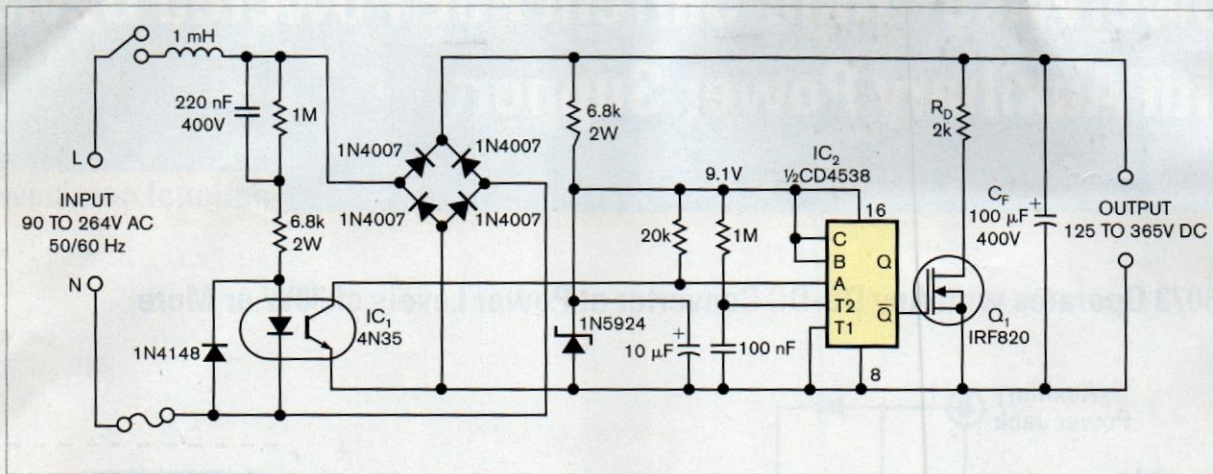 1 mH
220 nF
400V
1M
6.8k
2W
L
INPUT
90 TO 264V AC
50/60 Hz
N
1N4148
IC₁
4N35
1N4007
1N4007
1N4007
1N4007
6.8k
2W
1N5924
20k
9.1V
1M
10 µF
+
100 nF
IC₂
½CD4538
16
C
B
A
T2
T1
Q
Q̅
8
R_D
2k
Q₁
IRF820
C_F
100 µF
400V
+
OUTPUT
125 TO 365V DC